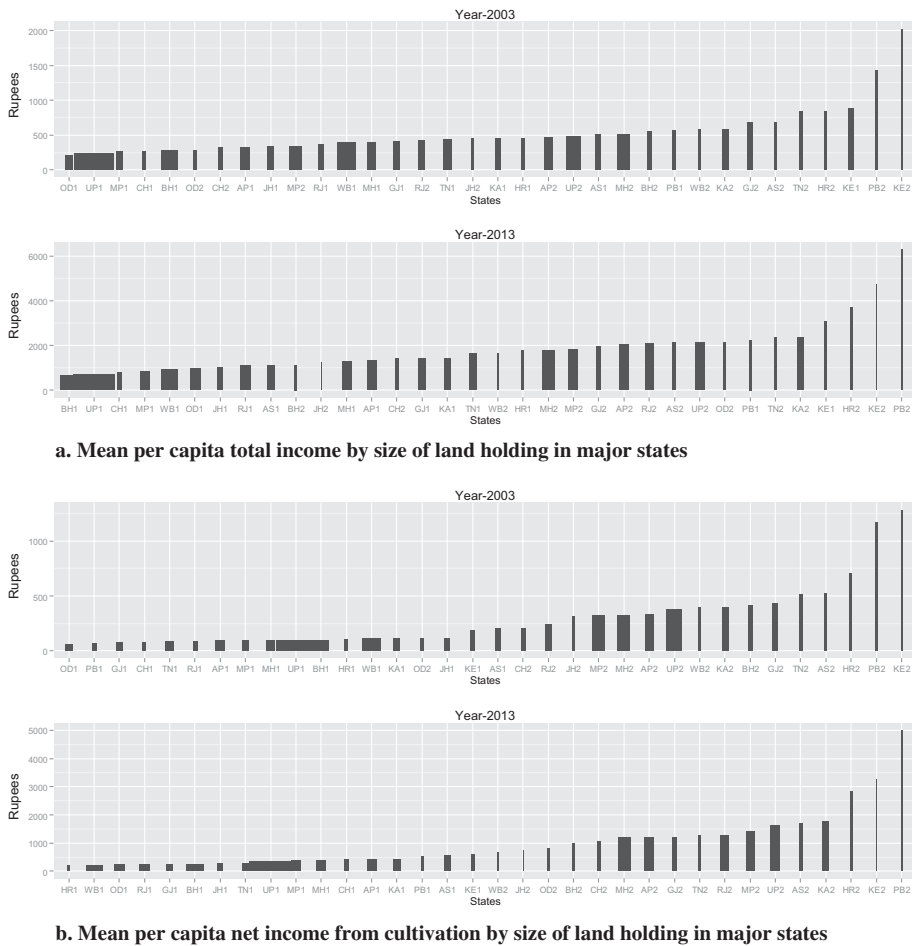 Year-2003
Rupees
2000
1500
1000
500
0
OD1 UP1 MP1 CH1 BH1 OD2 CH2 AP1 JH1 MP2 RJ1 WB1 MH1 GJ1 RJ2 TN1 JH2 KA1 HR1 AP2 UP2 AS1 MH2 BH2 PB1 WB2 KA2 GJ2 AS2 TN2 HR2 KE1 PB2 KE2
States
Year-2013
Rupees
6000
4000
2000
0
BH1 UP1 CH1 MP1 WB1 OD1 JH1 RJ1 AS1 BH2 JH2 MH1 AP1 CH2 GJ1 KA1 TN1 WB2 HR1 MH2 MP2 GJ2 AP2 RJ2 AS2 UP2 OD2 PB1 TN2 KA2 KE1 HR2 KE2 PB2
States
a. Mean per capita total income by size of land holding in major states
Year-2003
Rupees
1000
500
0
OD1 PB1 GJ1 CH1 TN1 RJ1 AP1 MP1 MH1 UP1 BH1 HR1 WB1 KA1 OD2 JH1 KE1 AS1 CH2 RJ2 JH2 MP2 MH2 AP2 UP2 WB2 KA2 BH2 GJ2 TN2 AS2 HR2 PB2 KE2
States
Year-2013
Rupees
5000
4000
3000
2000
1000
0
HR1 WB1 OD1 RJ1 GJ1 BH1 JH1 TN1 UP1 MP1 MH1 CH1 AP1 KA1 PB1 AS1 KE1 WB2 JH2 OD2 BH2 CH2 MH2 AP2 GJ2 TN2 RJ2 MP2 UP2 AS2 KA2 HR2 KE2 PB2
States
b. Mean per capita net income from cultivation by size of land holding in major states